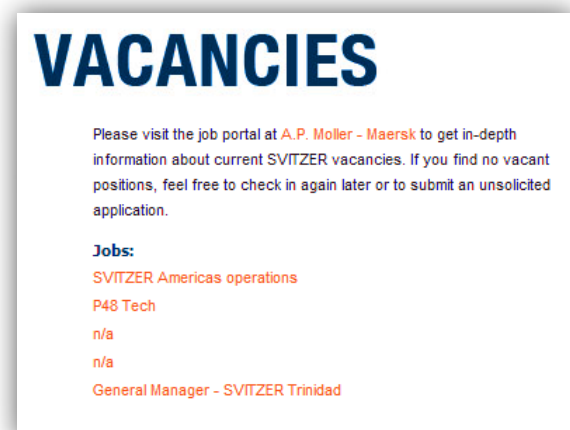 VACANCIES
Please visit the job portal at A.P. Moller - Maersk to get in-depth
information about current SVITZER vacancies. If you find no vacant
positions, feel free to check in again later or to submit an unsolicited
application.
Jobs:
SVITZER Americas operations
P48 Tech
n/a
n/a
General Manager - SVITZER Trinidad